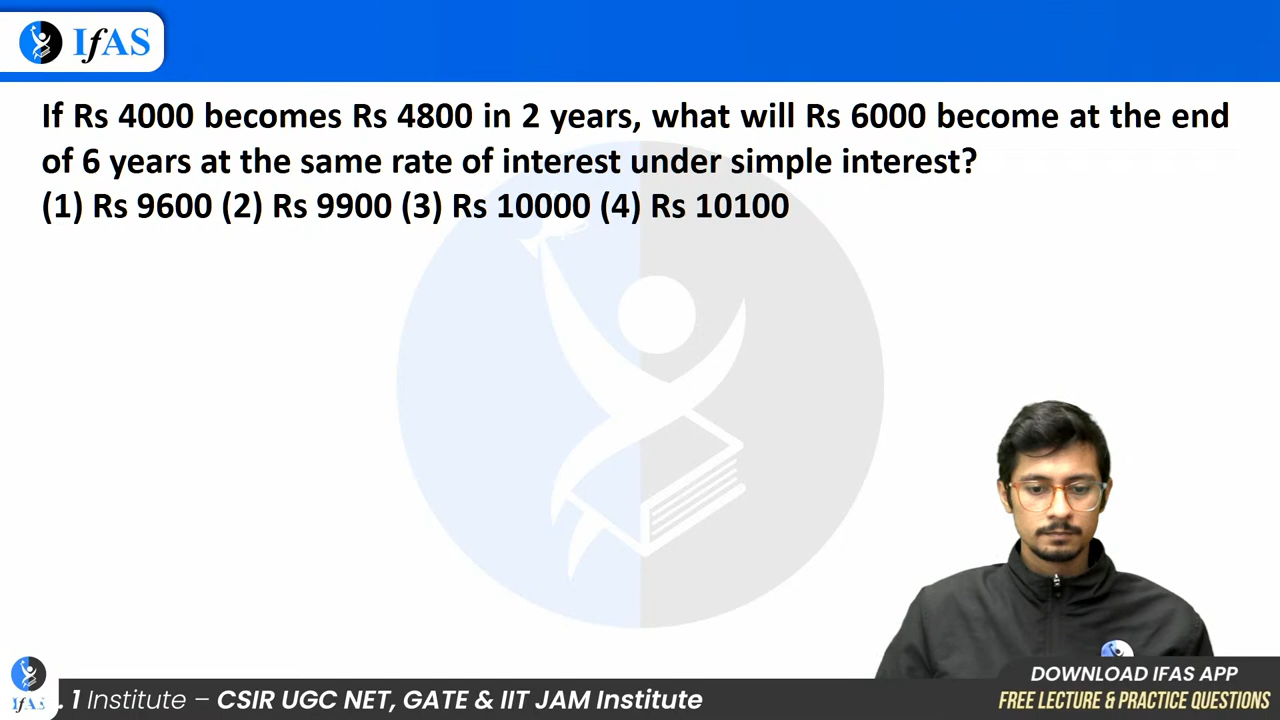 IfAS
If Rs 4000 becomes Rs 4800 in 2 years, what will Rs 6000 become at the end
of 6 years at the same rate of interest under simple interest?
(1) Rs 9600 (2) Rs 9900 (3) Rs 10000 (4) Rs 10100
DOWNLOAD IFAS APP
IfAS
. 1 Institute – CSIR UGC NET, GATE & IIT JAM Institute
FREE LECTURE & PRACTICE QUESTIONS